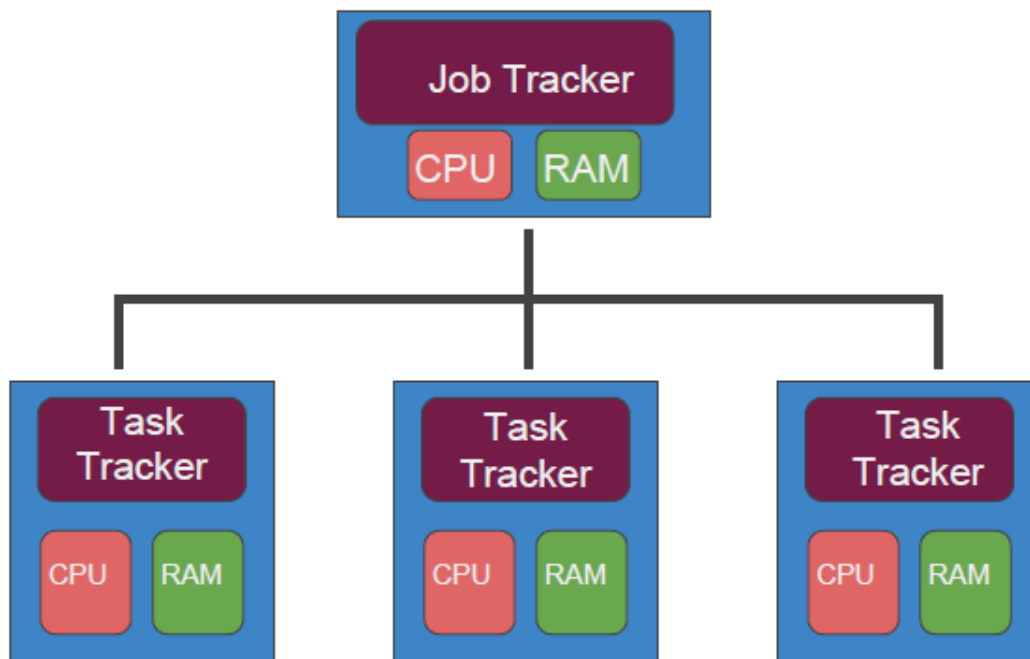 Job Tracker
CPU RAM
Task
Tracker
CPU RAM
Task
Tracker
CPU RAM
Task
Tracker
CPU RAM